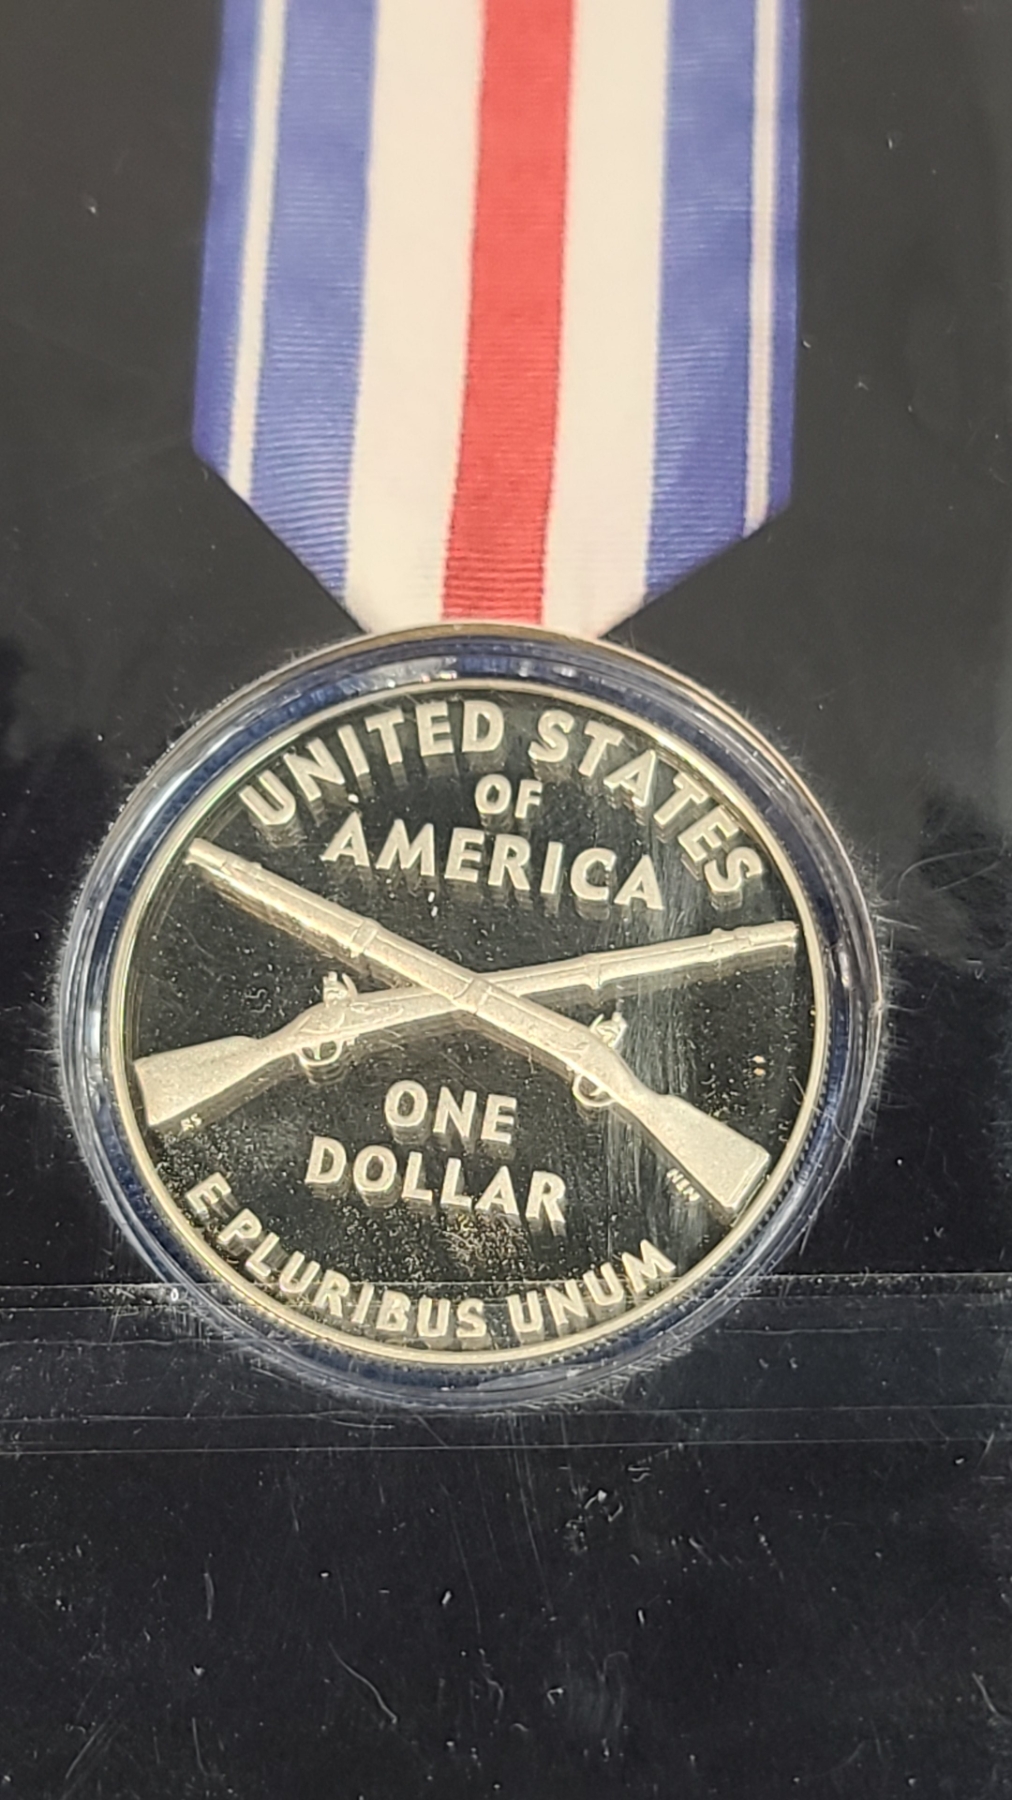 UNITED STATES
OF
AMERICA
ONE
DOLLAR
E PLURIBUS UNUM